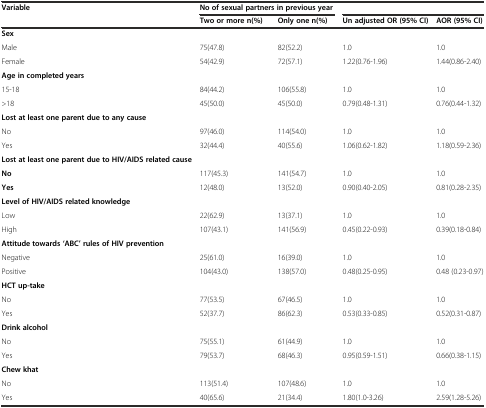 Variable No of sexual partners in previous year
Two or more n(%) Only one n(%) Un adjusted OR (95% CI) AOR (95% CI)
Sex
Male 75(47.8) 82(52.2) 1.0 1.0
Female 54(42.9) 72(57.1) 1.22(0.76-1.96) 1.44(0.86-2.40)
Age in completed years
15-18 84(44.2) 106(55.8) 1.0 1.0
>18 45(50.0) 45(50.0) 0.79(0.48-1.31) 0.76(0.44-1.32)
Lost at least one parent due to any cause
No 97(46.0) 114(54.0) 1.0 1.0
Yes 32(44.4) 40(55.6) 1.06(0.62-1.82) 1.18(0.59-2.36)
Lost at least one parent due to HIV/AIDS related cause
No 117(45.3) 141(54.7) 1.0 1.0
Yes 12(48.0) 13(52.0) 0.90(0.40-2.05) 0.81(0.28-2.35)
Level of HIV/AIDS related knowledge
Low 22(62.9) 13(37.1) 1.0 1.0
High 107(43.1) 141(56.9) 0.45(0.22-0.93) 0.39(0.18-0.84)
Attitude towards ‘ABC’ rules of HIV prevention
Negative 25(61.0) 16(39.0) 1.0 1.0
Positive 104(43.0) 138(57.0) 0.48(0.25-0.95) 0.48 (0.23-0.97)
HCT up-take
No 77(53.5) 67(46.5) 1.0 1.0
Yes 52(37.7) 86(62.3) 0.53(0.33-0.85) 0.52(0.31-0.87)
Drink alcohol
No 75(55.1) 61(44.9) 1.0 1.0
Yes 79(53.7) 68(46.3) 0.95(0.59-1.51) 0.66(0.38-1.15)
Chew khat
No 113(51.4) 107(48.6) 1.0 1.0
Yes 40(65.6) 21(34.4) 1.80(1.0-3.26) 2.59(1.28-5.26)